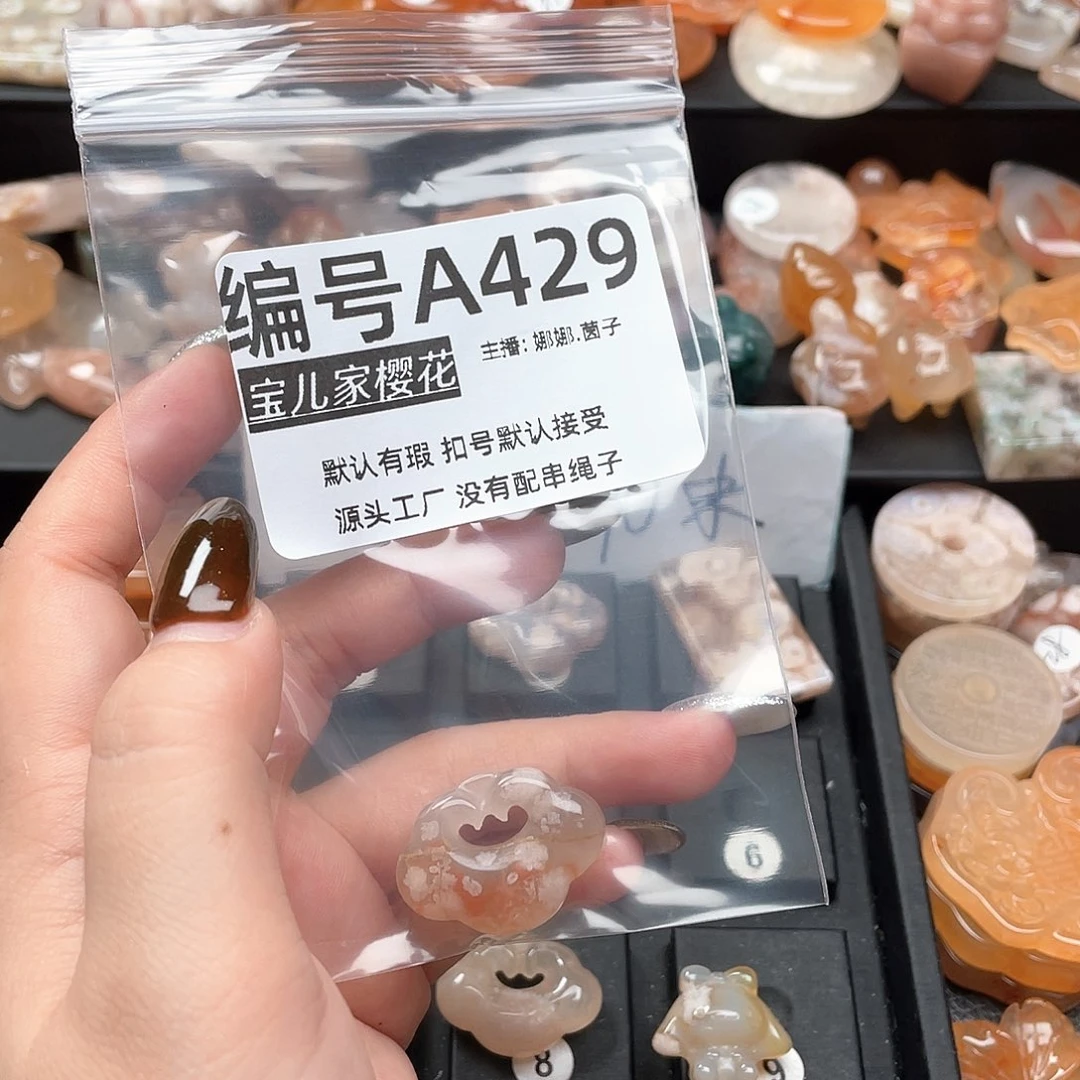 编号A429
宝儿家樱花
主播：娜娜.茵子
默认有瑕 扣号默认接受
源头工厂 没有配串绳子
6
8
9